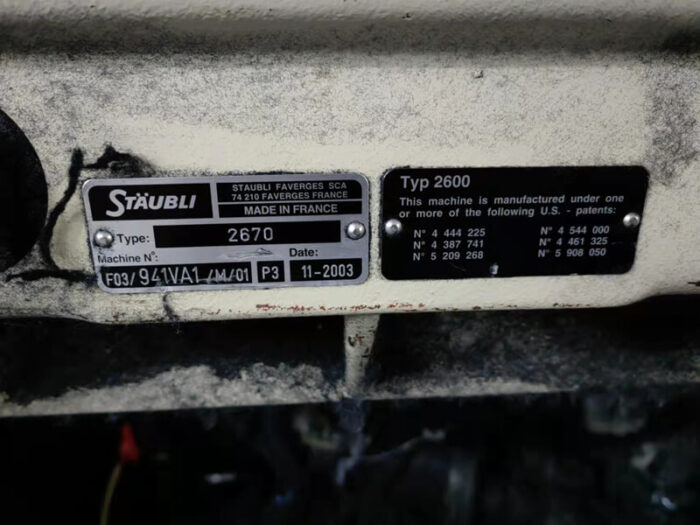 STÄUBLI
STAUBLI FAVERGES SCA
74 210 FAVERGES FRANCE
MADE IN FRANCE
Type: 2670
Machine N°: Date:
F03/941VA1/M/01 P3 11-2003
Typ 2600
This machine is manufactured under one
or more of the following U.S. - patents:
N° 4 444 225 N° 4 544 000
N° 4 387 741 N° 4 461 325
N° 5 209 268 N° 5 908 050